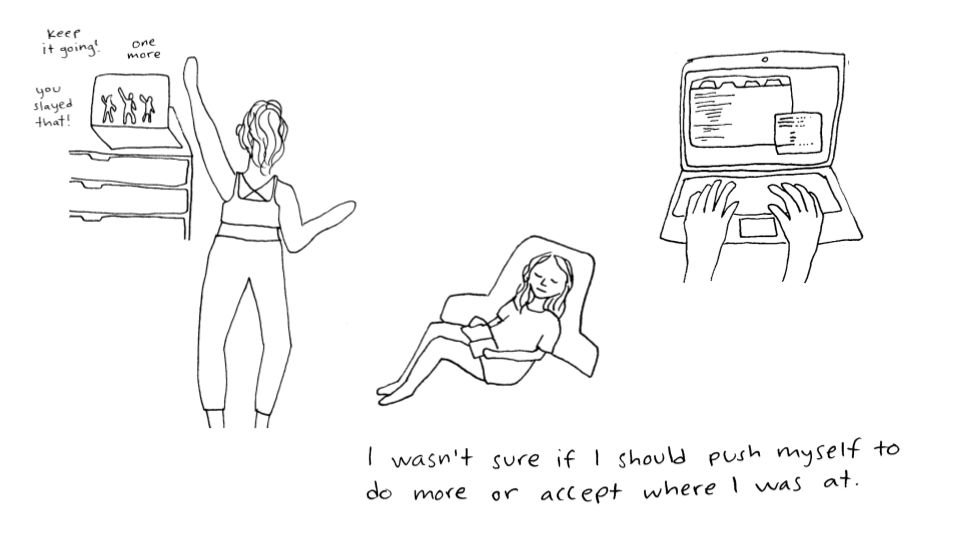 keep
it going!
one
more
you
slayed
that!
I wasn't sure if I should push myself to
do more or accept where I was at.